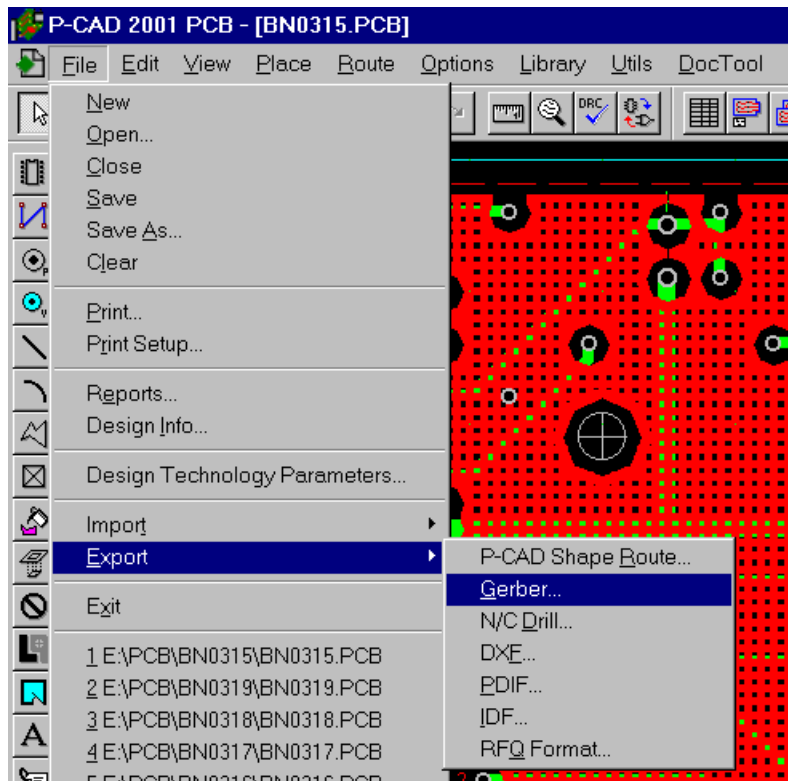 P-CAD 2001 PCB - [BN0315.PCB]
File Edit View Place Route Options Library Utils DocTool
DRC
New
Open...
Close
Save
Save As...
Clear
Print...
Print Setup...
Reports...
Design Info...
Design Technology Parameters...
Import
Export
Exit
1 E:\PCB\BN0315\BN0315.PCB
2 E:\PCB\BN0319\BN0319.PCB
3 E:\PCB\BN0318\BN0318.PCB
4 E:\PCB\BN0317\BN0317.PCB
P-CAD Shape Route...
Gerber...
N/C Drill...
DXF...
PDIF...
IDF...
RFQ Format...
P
V
A
2